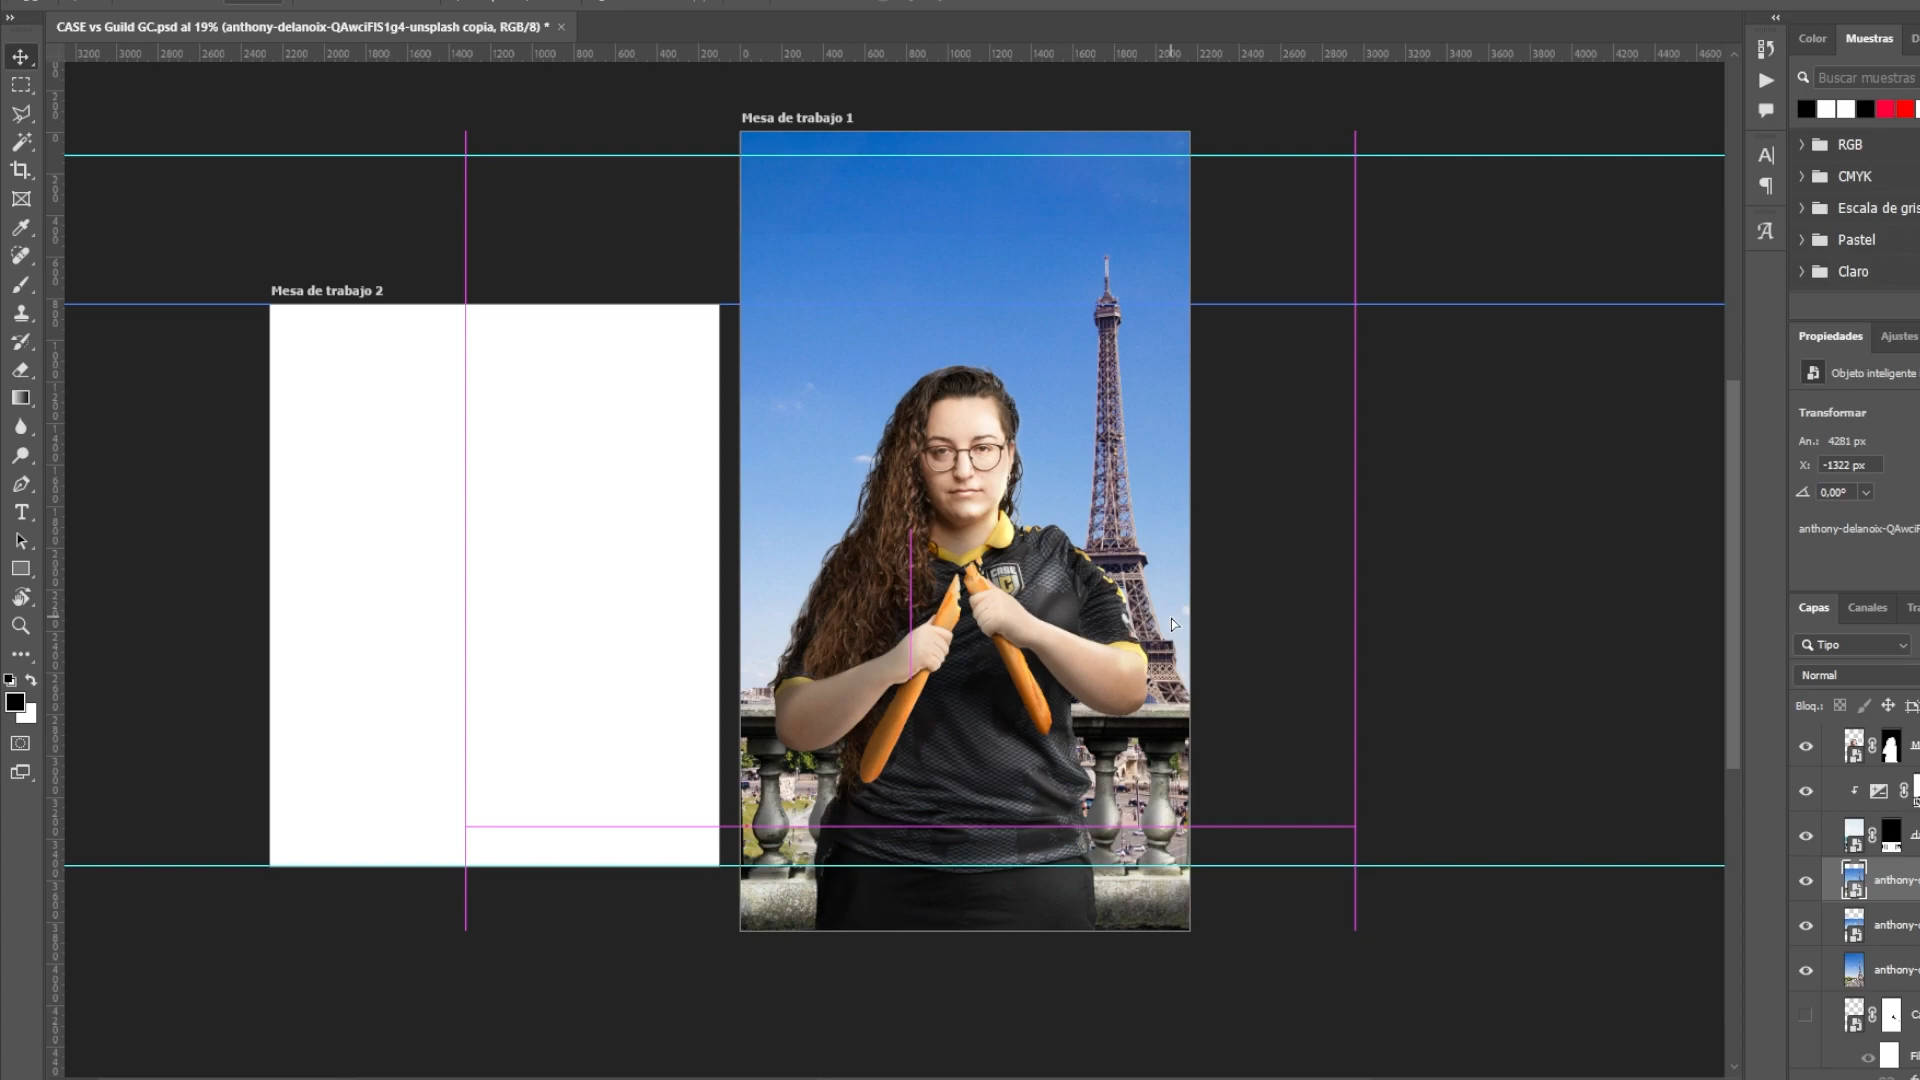 CASE vs Guild GC.psd al 19% (anthony-delanoix-QAwciFlS1g4-unsplash copia, RGB/8) *
3200 3000 2800 2600 2400 2200 2000 1800 1600 1400 1200 1000 800 600 400 200 0 200 400 600 800 1000 1200 1400 1600 1800 2000 2200 2400 2600 2800 3000 3200 3400 3600 3800 4000 4200 4400 4600
Mesa de trabajo 1
Mesa de trabajo 2
CASE
Color
Muestras
Buscar muestras
RGB
CMYK
Escala de gris
Pastel
Claro
Propiedades
Ajustes
Objeto inteligente
Transformar
An.: 4281 px
X: -1322 px
0,00°
anthony-delanoix-QAwciF
Capas
Canales
Tra
Tipo
Normal
Bloq.:
anthony-
anthony-
anthony-